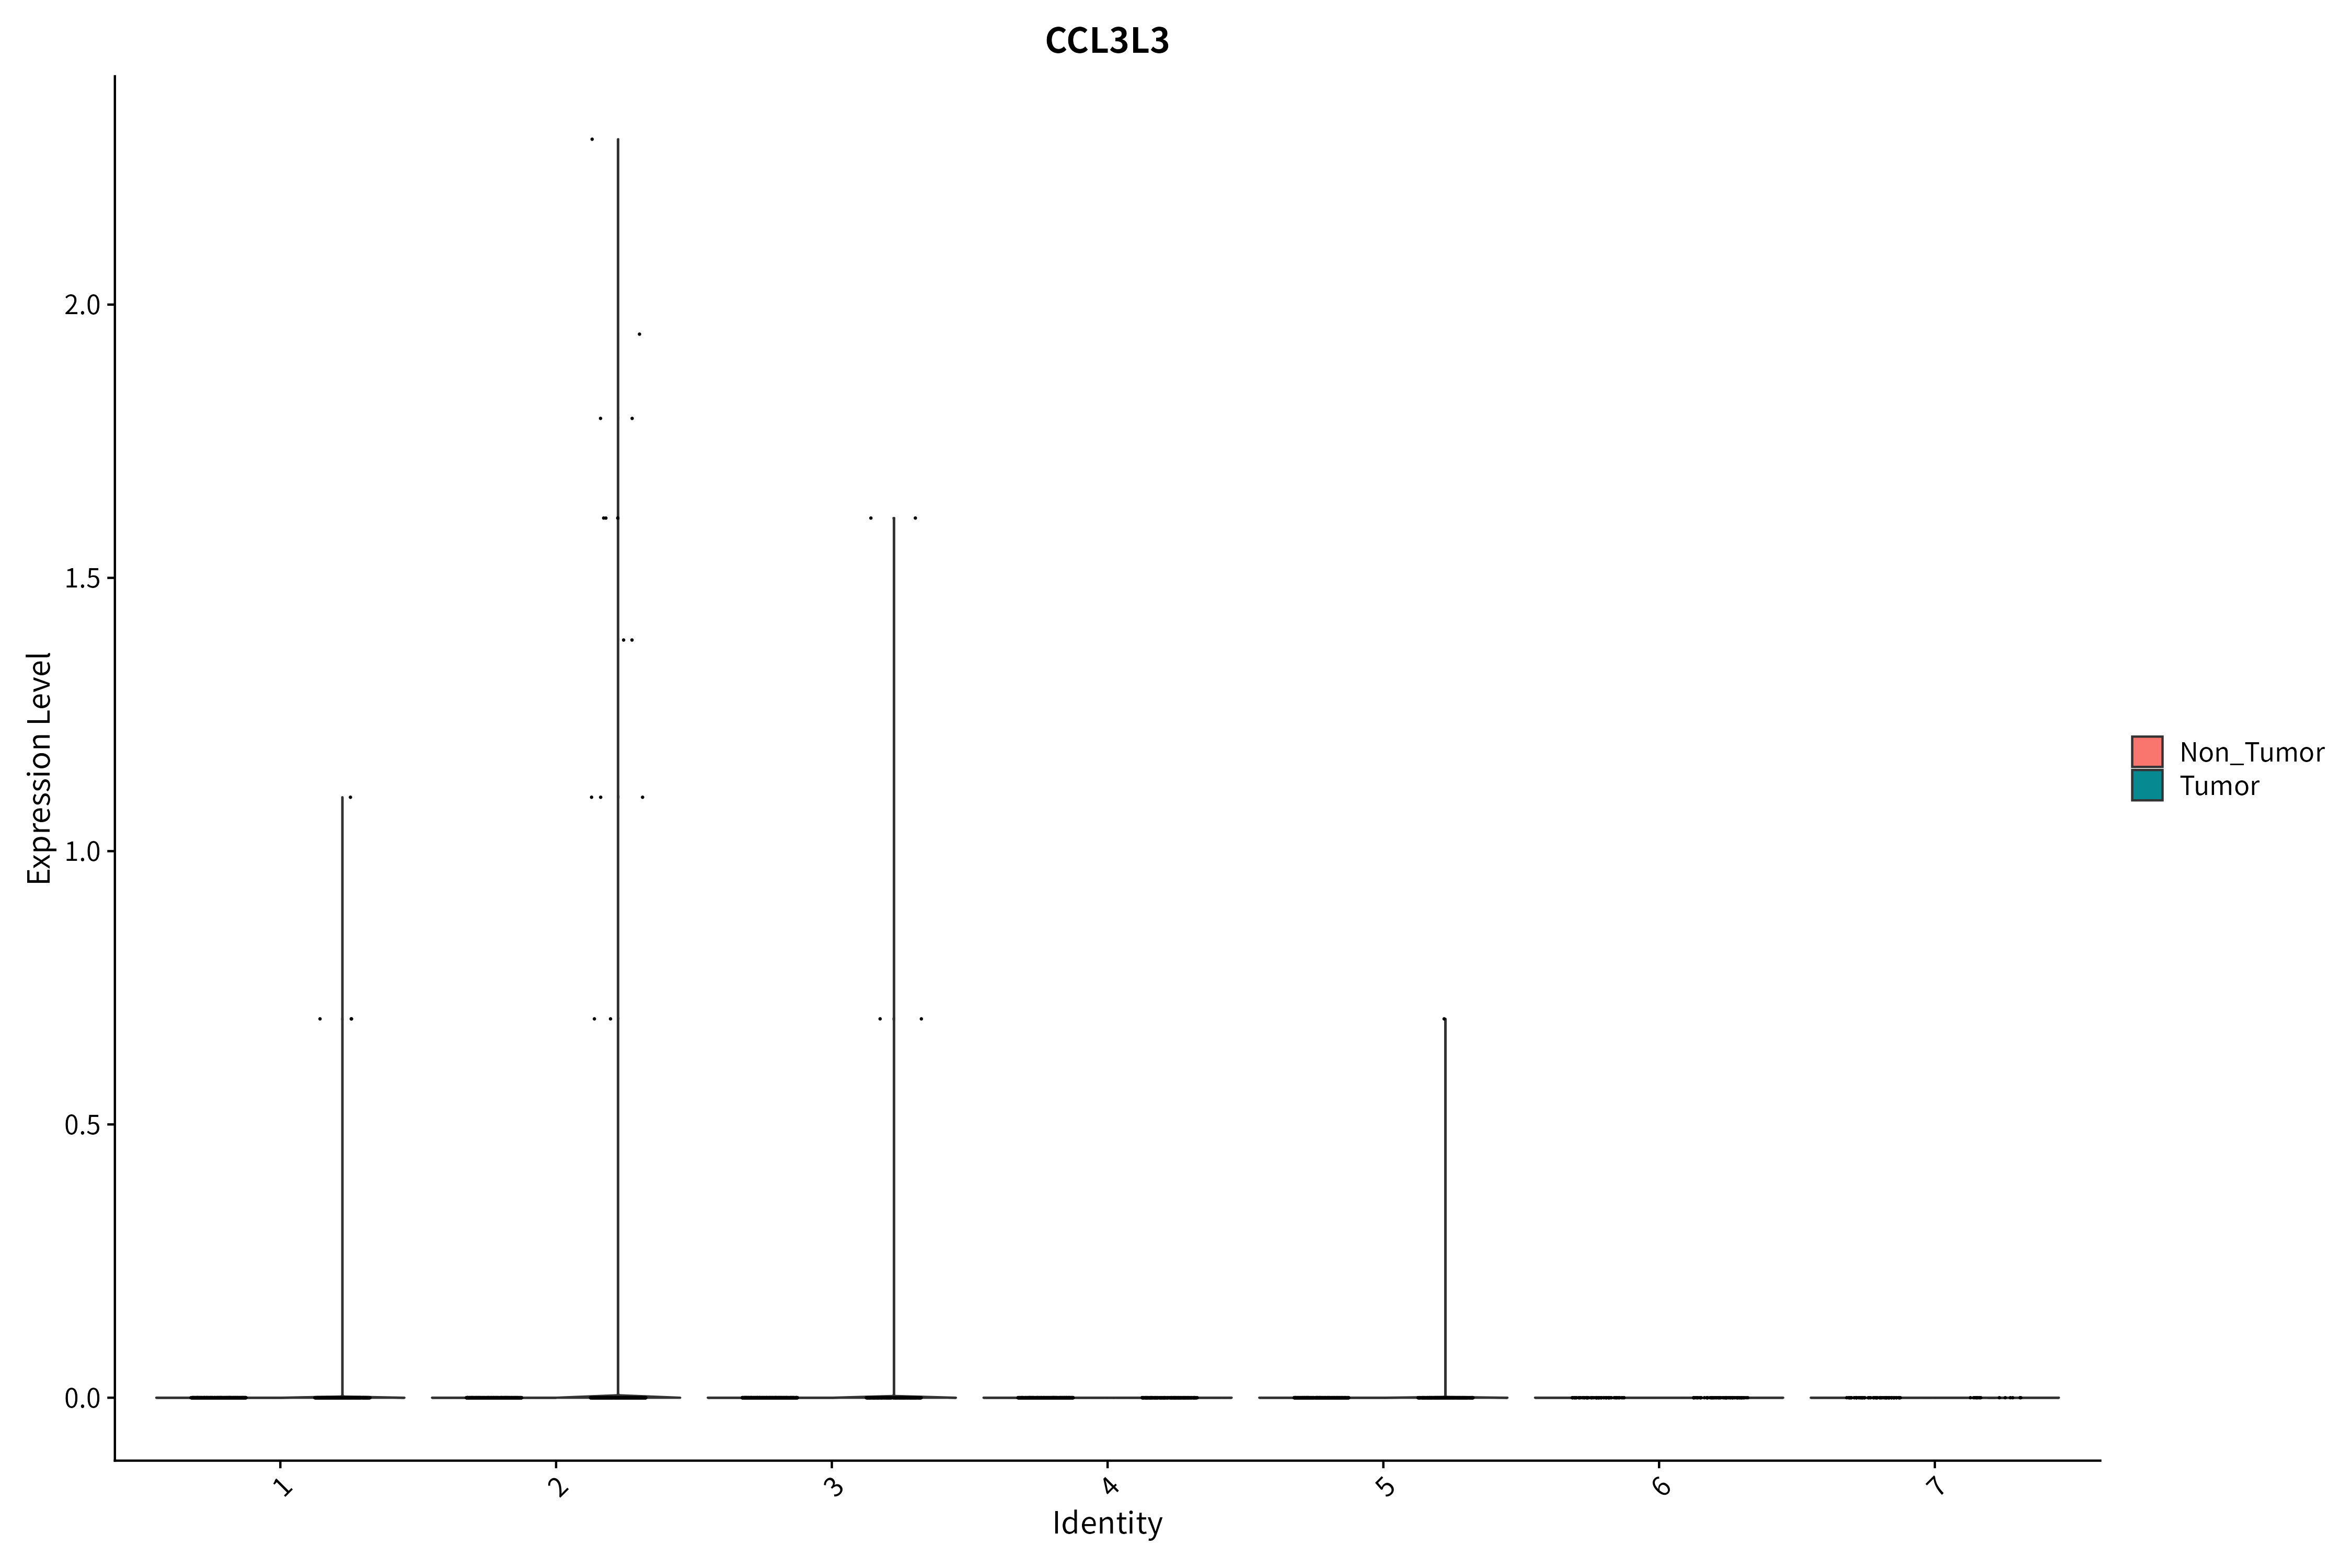 CCL3L3
Expression Level
2.0
1.5
1.0
0.5
0.0
1
2
3
4
5
6
7
Identity
Non_Tumor
Tumor